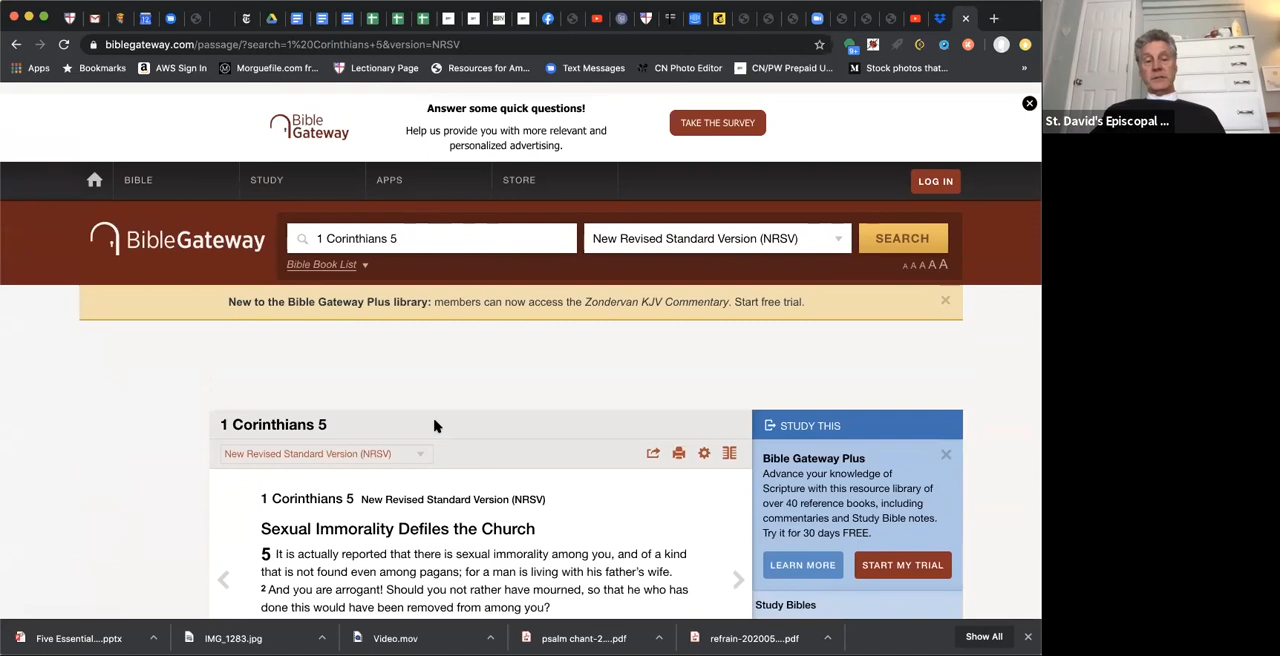 biblegateway.com/passage/?search=1%20Corinthians+5&version=NRSV
Apps
Bookmarks
AWS Sign In
Morguefile.com fr...
Lectionary Page
Resources for Am...
Text Messages
CN Photo Editor
CN/PW Prepaid U...
Stock photos that...
»
Bible
Gateway
Answer some quick questions!
Help us provide you with more relevant and
personalized advertising.
TAKE THE SURVEY
St. David's Episcopal ...
BIBLE
STUDY
APPS
STORE
LOG IN
BibleGateway
1 Corinthians 5
New Revised Standard Version (NRSV)
SEARCH
Bible Book List
A A A A A
New to the Bible Gateway Plus library: members can now access the Zondervan KJV Commentary. Start free trial.
1 Corinthians 5
New Revised Standard Version (NRSV)
1 Corinthians 5 New Revised Standard Version (NRSV)
Sexual Immorality Defiles the Church
5 It is actually reported that there is sexual immorality among you, and of a kind
that is not found even among pagans; for a man is living with his father's wife.
2 And you are arrogant! Should you not rather have mourned, so that he who has
done this would have been removed from among you?
STUDY THIS
Bible Gateway Plus
Advance your knowledge of
Scripture with this resource library of
over 40 reference books, including
commentaries and Study Bible notes.
Try it for 30 days FREE.
LEARN MORE
START MY TRIAL
Study Bibles
Five Essential....pptx
IMG_1283.jpg
Video.mov
psalm chant-2....pdf
refrain-202005...pdf
Show All